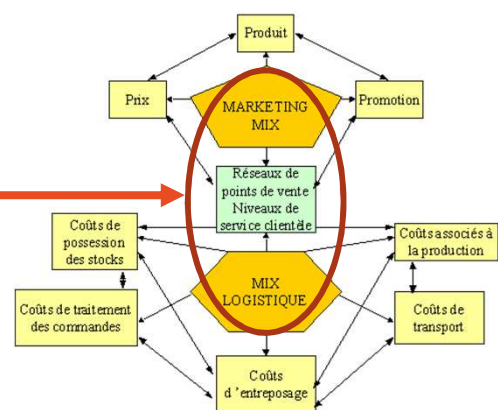 Produit
Prix
MARKETING
MIX
Promotion
Réseaux de
points de vente
Niveaux de
service clientèle
Coûts de
possession
des stocks
Coûts associés à
la production
MIX
LOGISTIQUE
Coûts de traitement
des commandes
Coûts de
transport
Coûts
d 'entreposage